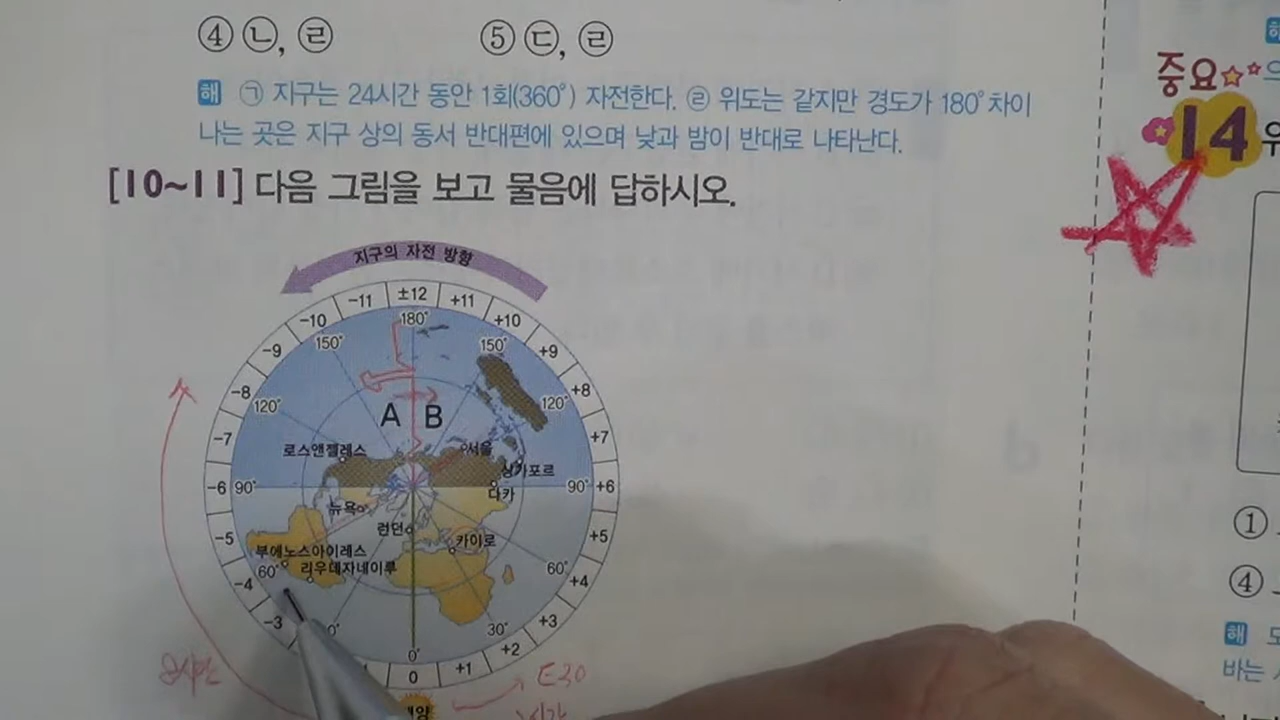 ④ ㉡, ㉣ ⑤ ㉢, ㉣
해 ㉠ 지구는 24시간 동안 1회(360°) 자전한다. ㉣ 위도는 같지만 경도가 180°차이
나는 곳은 지구 상의 동서 반대편에 있으며 낮과 밤이 반대로 나타난다.
[10~11] 다음 그림을 보고 물음에 답하시오.
지구의 자전 방향
-11 ±12 +11
-10 180° +10
-9 150° 150° +9
-8 120° 120° +8
A B
-7 +7
로스앤젤레스 서울
싱가포르
-6 90° 90° +6
다카
뉴욕
런던
-5 카이로 +5
부에노스아이레스
60° 리우데자네이루 60°
-4 +4
-3 30° +3
0° +2
0 +1
E30
중요
14
①
④
해
바는